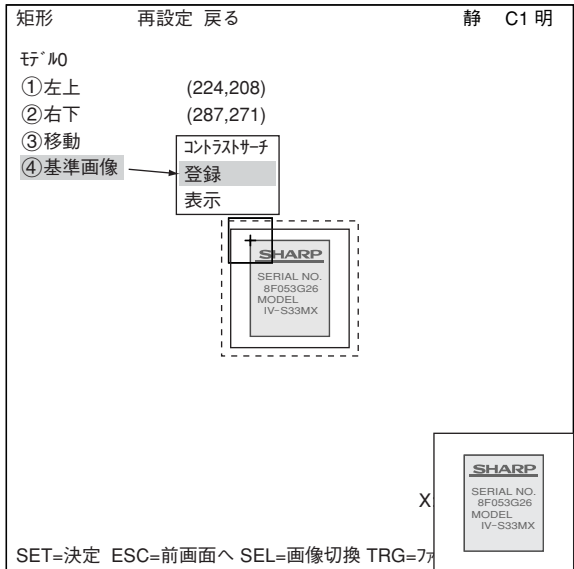 矩形 再設定 戻る 静 C1 明
ﾓﾃﾞﾙ0
①左上 (224,208)
②右下 (287,271)
③移動
④基準画像
ｺﾝﾄﾗｽﾄｻｰﾁ
登録
表示
SHARP
SERIAL NO.
8F053G26
MODEL
IV-S33MX
X
SHARP
SERIAL NO.
8F053G26
MODEL
IV-S33MX
SET=決定 ESC=前画面へ SEL=画像切換 TRG=ﾌｧ